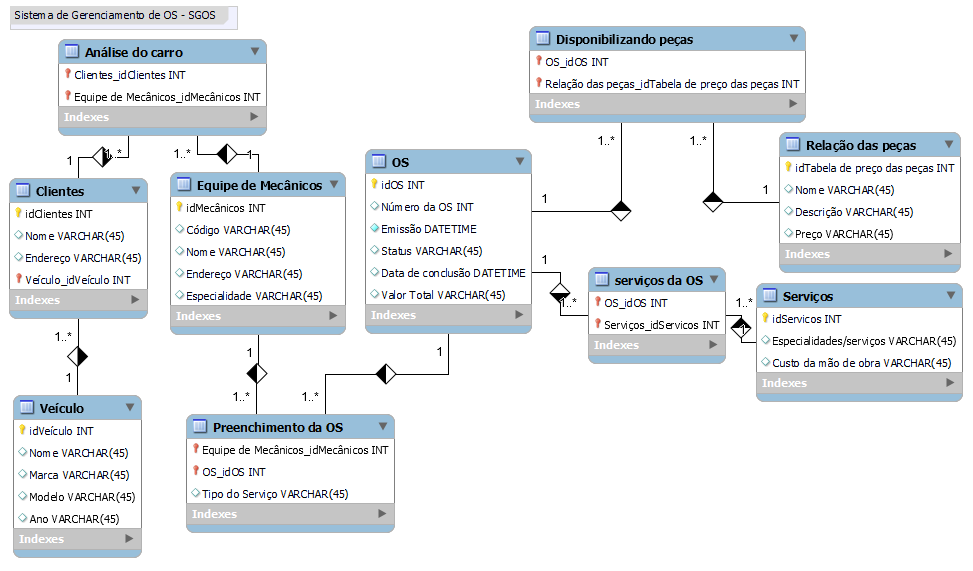 Sistema de Gerenciamento de OS - SGOS
Análise do carro
Clientes_idClientes INT
Equipe de Mecânicos_idMecânicos INT
Indexes
Disponibilizando peças
OS_idOS INT
Relação das peças_idTabela de preço das peças INT
Indexes
1
1..*
1..*
1
1..*
1..*
Relação das peças
idTabela de preço das peças INT
Nome VARCHAR(45)
Descrição VARCHAR(45)
Preço VARCHAR(45)
Indexes
Clientes
idClientes INT
Nome VARCHAR(45)
Endereço VARCHAR(45)
Veículo_idVeículo INT
Indexes
Equipe de Mecânicos
idMecânicos INT
Código VARCHAR(45)
Nome VARCHAR(45)
Endereço VARCHAR(45)
Especialidade VARCHAR(45)
Indexes
OS
idOS INT
Número da OS INT
Emissão DATETIME
Status VARCHAR(45)
Data de conclusão DATETIME
Valor Total VARCHAR(45)
Indexes
1
1
1
1..*
serviços da OS
OS_idOS INT
Serviços_idServicos INT
Indexes
1..*
1
Serviços
idServicos INT
Especialidades/serviços VARCHAR(45)
Custo da mão de obra VARCHAR(45)
Indexes
1..*
1
1
1..*
1
1..*
Veículo
idVeículo INT
Nome VARCHAR(45)
Marca VARCHAR(45)
Modelo VARCHAR(45)
Ano VARCHAR(45)
Indexes
Preenchimento da OS
Equipe de Mecânicos_idMecânicos INT
OS_idOS INT
Tipo do Serviço VARCHAR(45)
Indexes